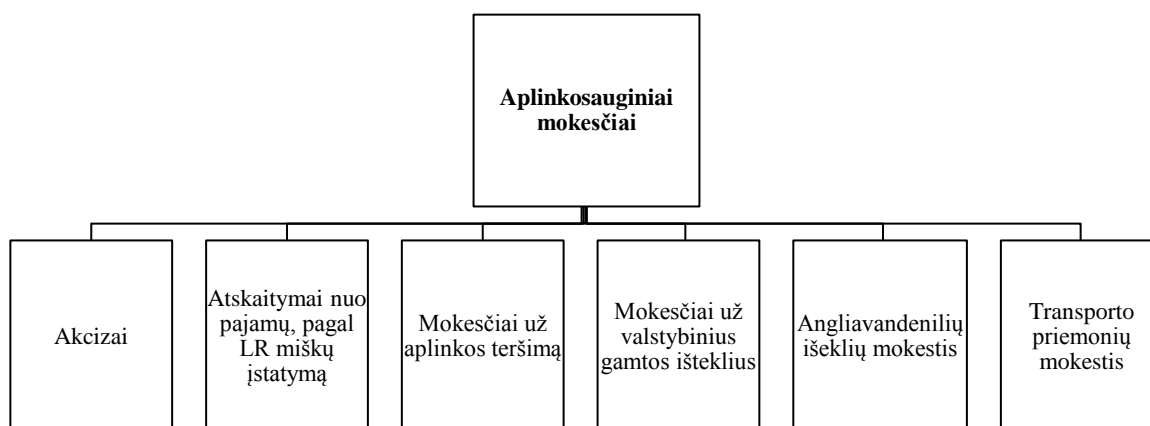 Aplinkosauginiai
mokesčiai
Akcizai
Atskaitymai nuo
pajamų, pagal
LR miškų
įstatymą
Mokesčiai už
aplinkos teršimą
Mokesčiai už
valstybinius
gamtos išteklius
Angliavandenilių
išeklių mokestis
Transporto
priemonių
mokestis